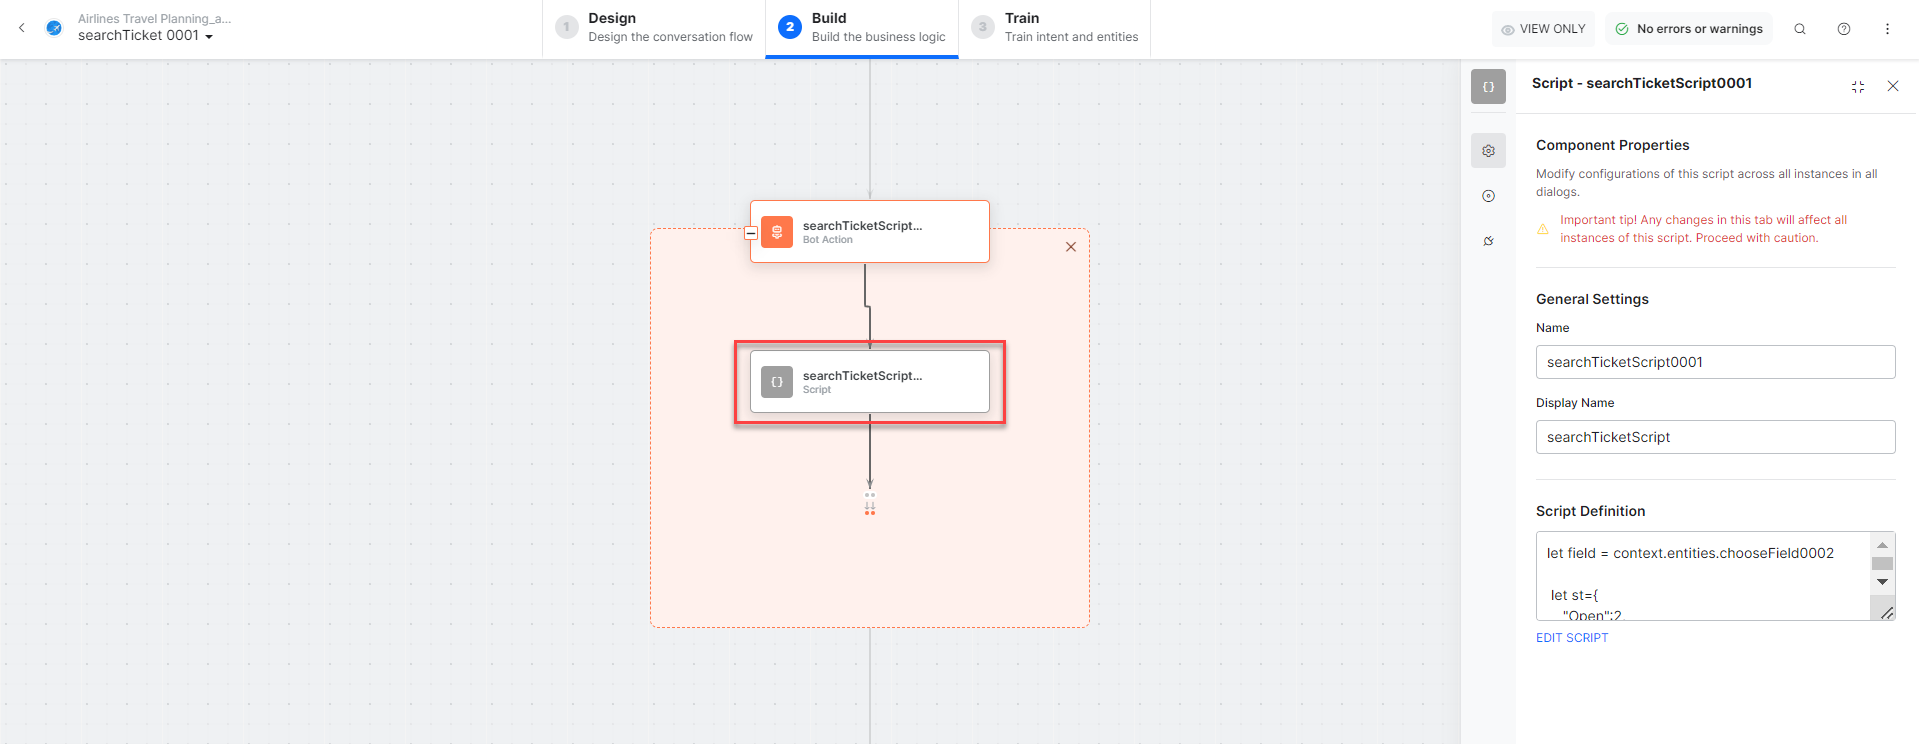 Airlines Travel Planning_a...
searchTicket 0001
1
Design
Design the conversation flow
2
Build
Build the business logic
3
Train
Train intent and entities
VIEW ONLY
No errors or warnings
searchTicketScript...
Bot Action
{}
searchTicketScript...
Script
{}
Script - searchTicketScript0001
Component Properties
Modify configurations of this script across all instances in all
dialogs.
Important tip! Any changes in this tab will affect all
instances of this script. Proceed with caution.
General Settings
Name
searchTicketScript0001
Display Name
searchTicketScript
Script Definition
let field = context.entities.chooseField0002
let st={
"Open":2,
EDIT SCRIPT